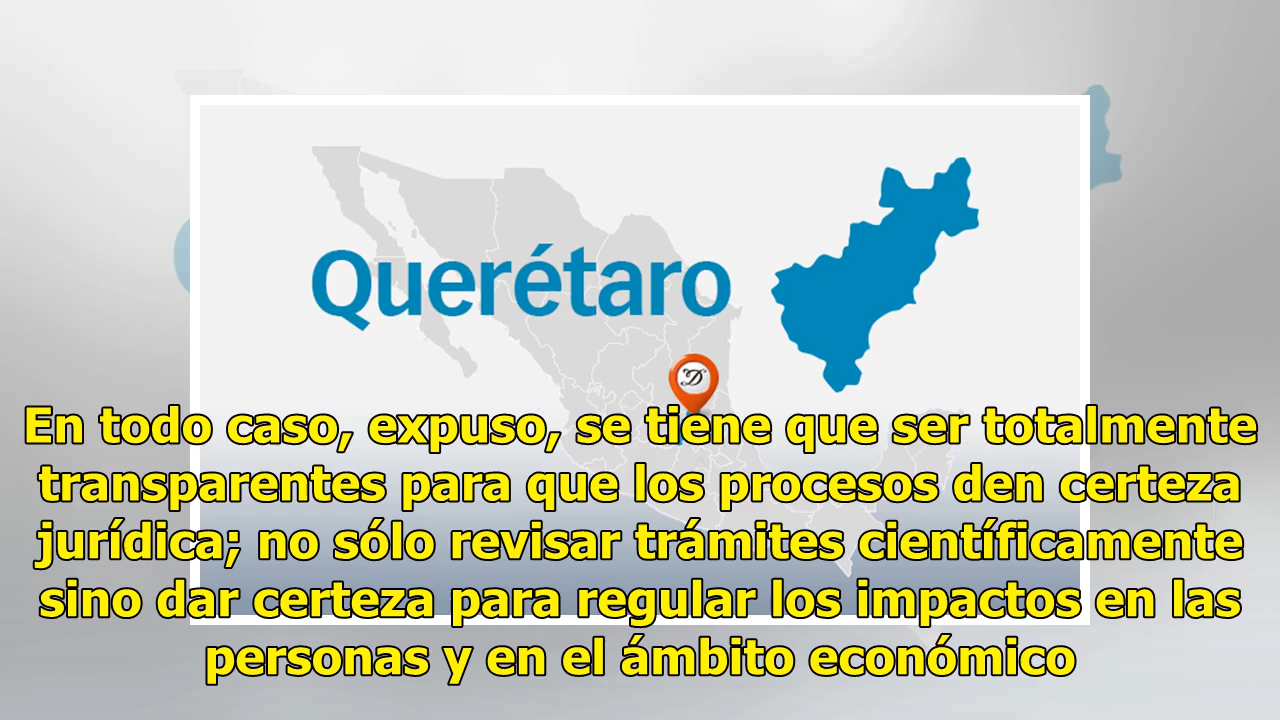 Querétaro
D
En todo caso, expuso, se tiene que ser totalmente
transparentes para que los procesos den certeza
jurídica; no sólo revisar trámites científicamente
sino dar certeza para regular los impactos en las
personas y en el ámbito económico